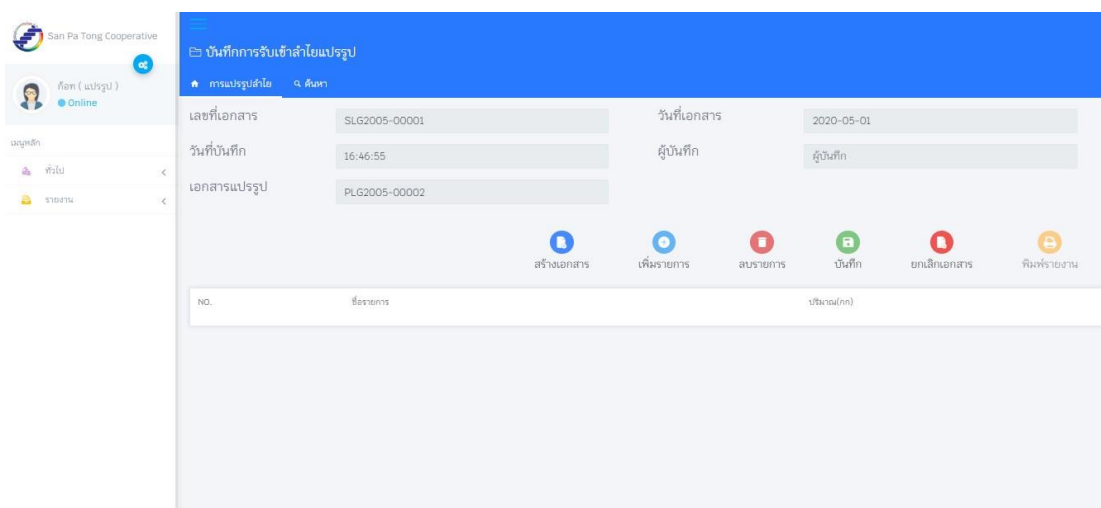 San Pa Tong Cooperative
ก๊อท ( แปรรูป )
Online
เมนูหลัก
ทั่วไป
รายงาน
บันทึกการรับเข้าลำไยแปรรูป
การแปรรูปลำไย ค้นหา
เลขที่เอกสาร SLG2005-00001 วันที่เอกสาร 2020-05-01
วันที่บันทึก 16:46:55 ผู้บันทึก ผู้บันทึก
เอกสารแปรรูป PLG2005-00002
สร้างเอกสาร เพิ่มรายการ ลบรายการ บันทึก ยกเลิกเอกสาร พิมพ์รายงาน
NO. ชื่อรายการ ปริมาณ(กก)